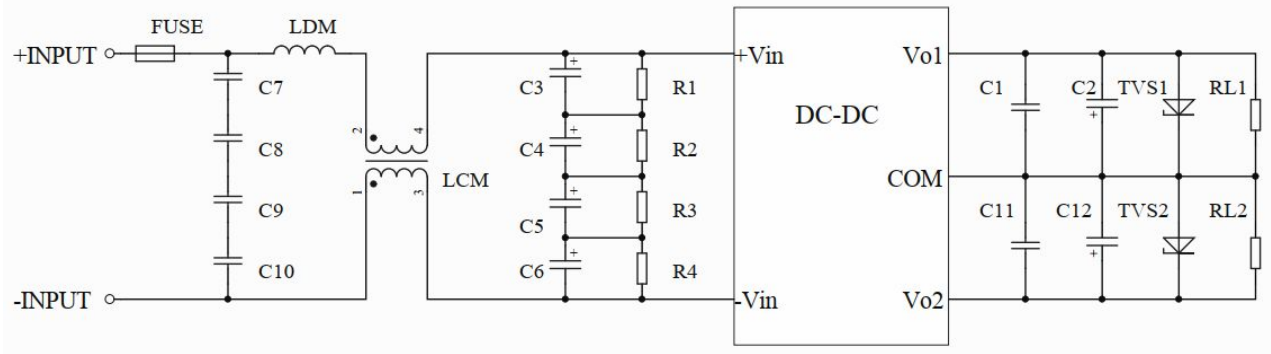 FUSE LDM
+INPUT +Vin Vo1
C7 C3 R1 C1 C2 TVS1 RL1
DC-DC
2 4
C8 C4 R2
LCM COM
1 3
C9 C5 R3 C11 C12 TVS2 RL2
C10 C6 R4
-INPUT -Vin Vo2